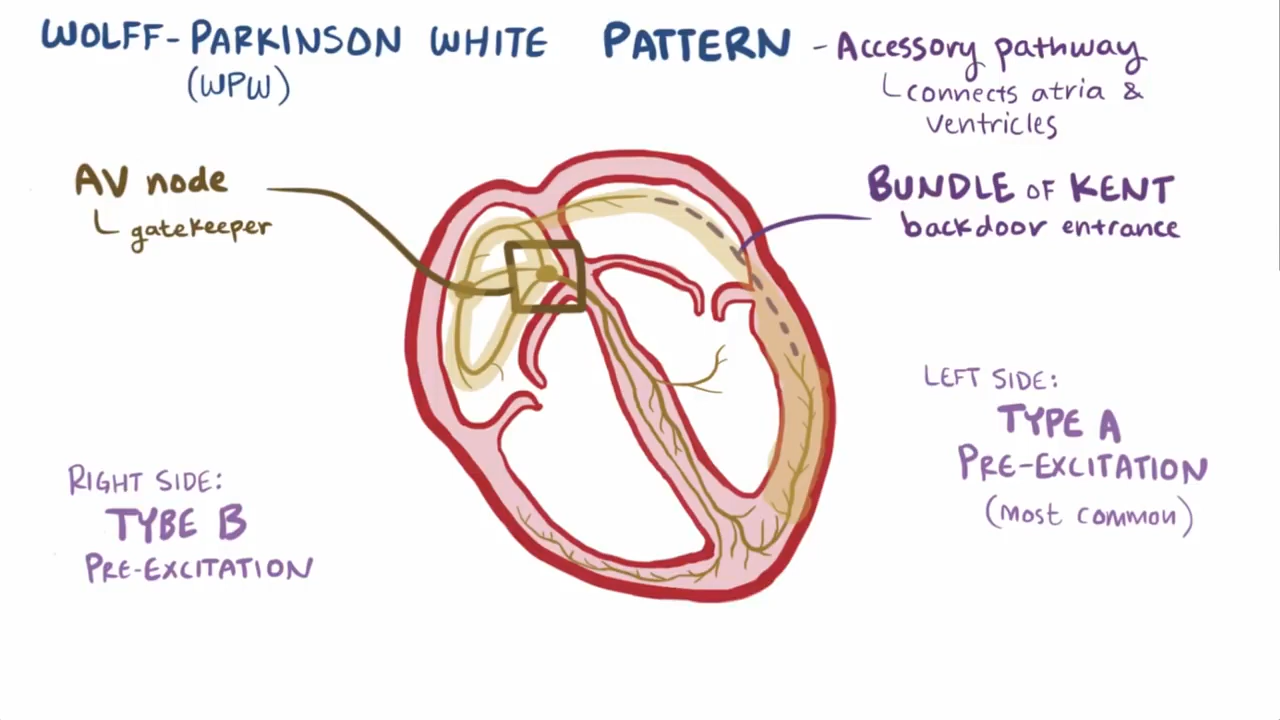 WOLFF-PARKINSON WHITE PATTERN - Accessory pathway
(WPW)
connects atria &
ventricles
AV node
gatekeeper
BUNDLE OF KENT
backdoor entrance
LEFT SIDE:
TYPE A
PRE-EXCITATION
(most common)
RIGHT SIDE:
TYBE B
PRE-EXCITATION